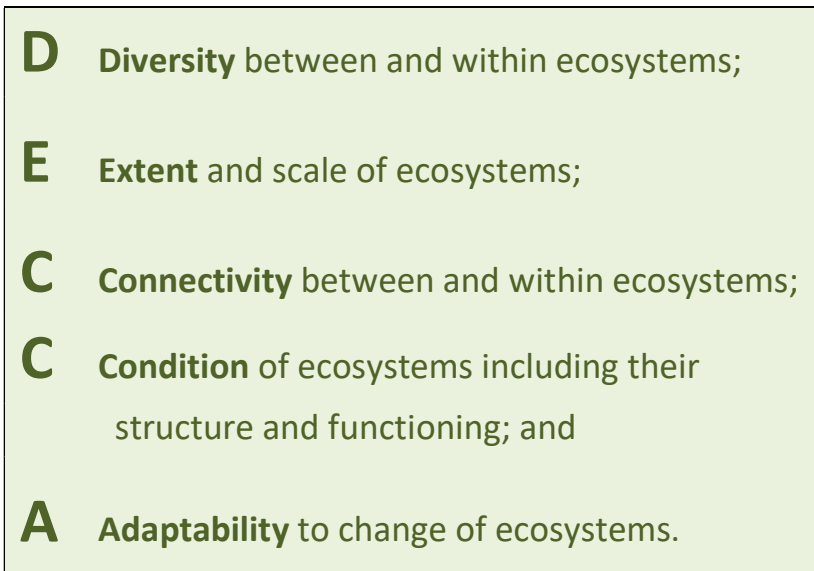 D Diversity between and within ecosystems;
E Extent and scale of ecosystems;
C Connectivity between and within ecosystems;
C Condition of ecosystems including their
structure and functioning; and
A Adaptability to change of ecosystems.